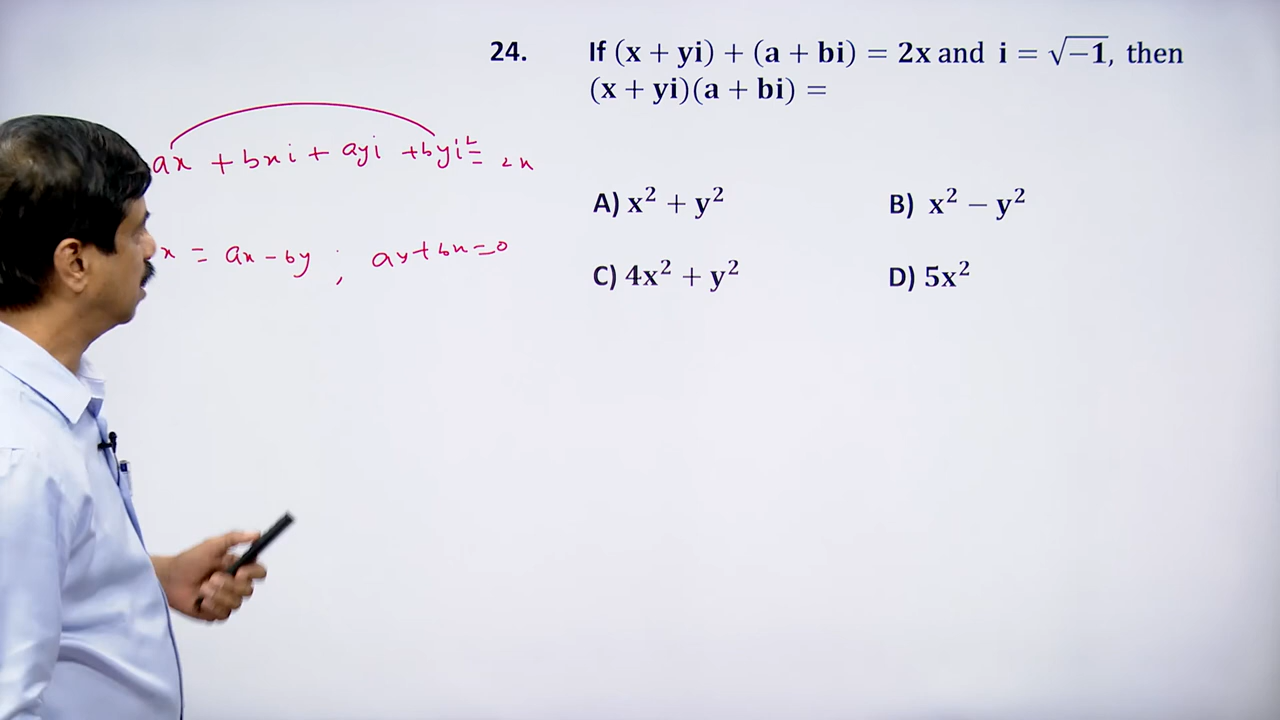 24. If (x + yi) + (a + bi) = 2x and i = √−1, then
(x + yi)(a + bi) =
ax + bxi + ayi + byi² = 2x
x = ax - by ; ay + bx = 0
A) x² + y² B) x² − y²
C) 4x² + y² D) 5x²